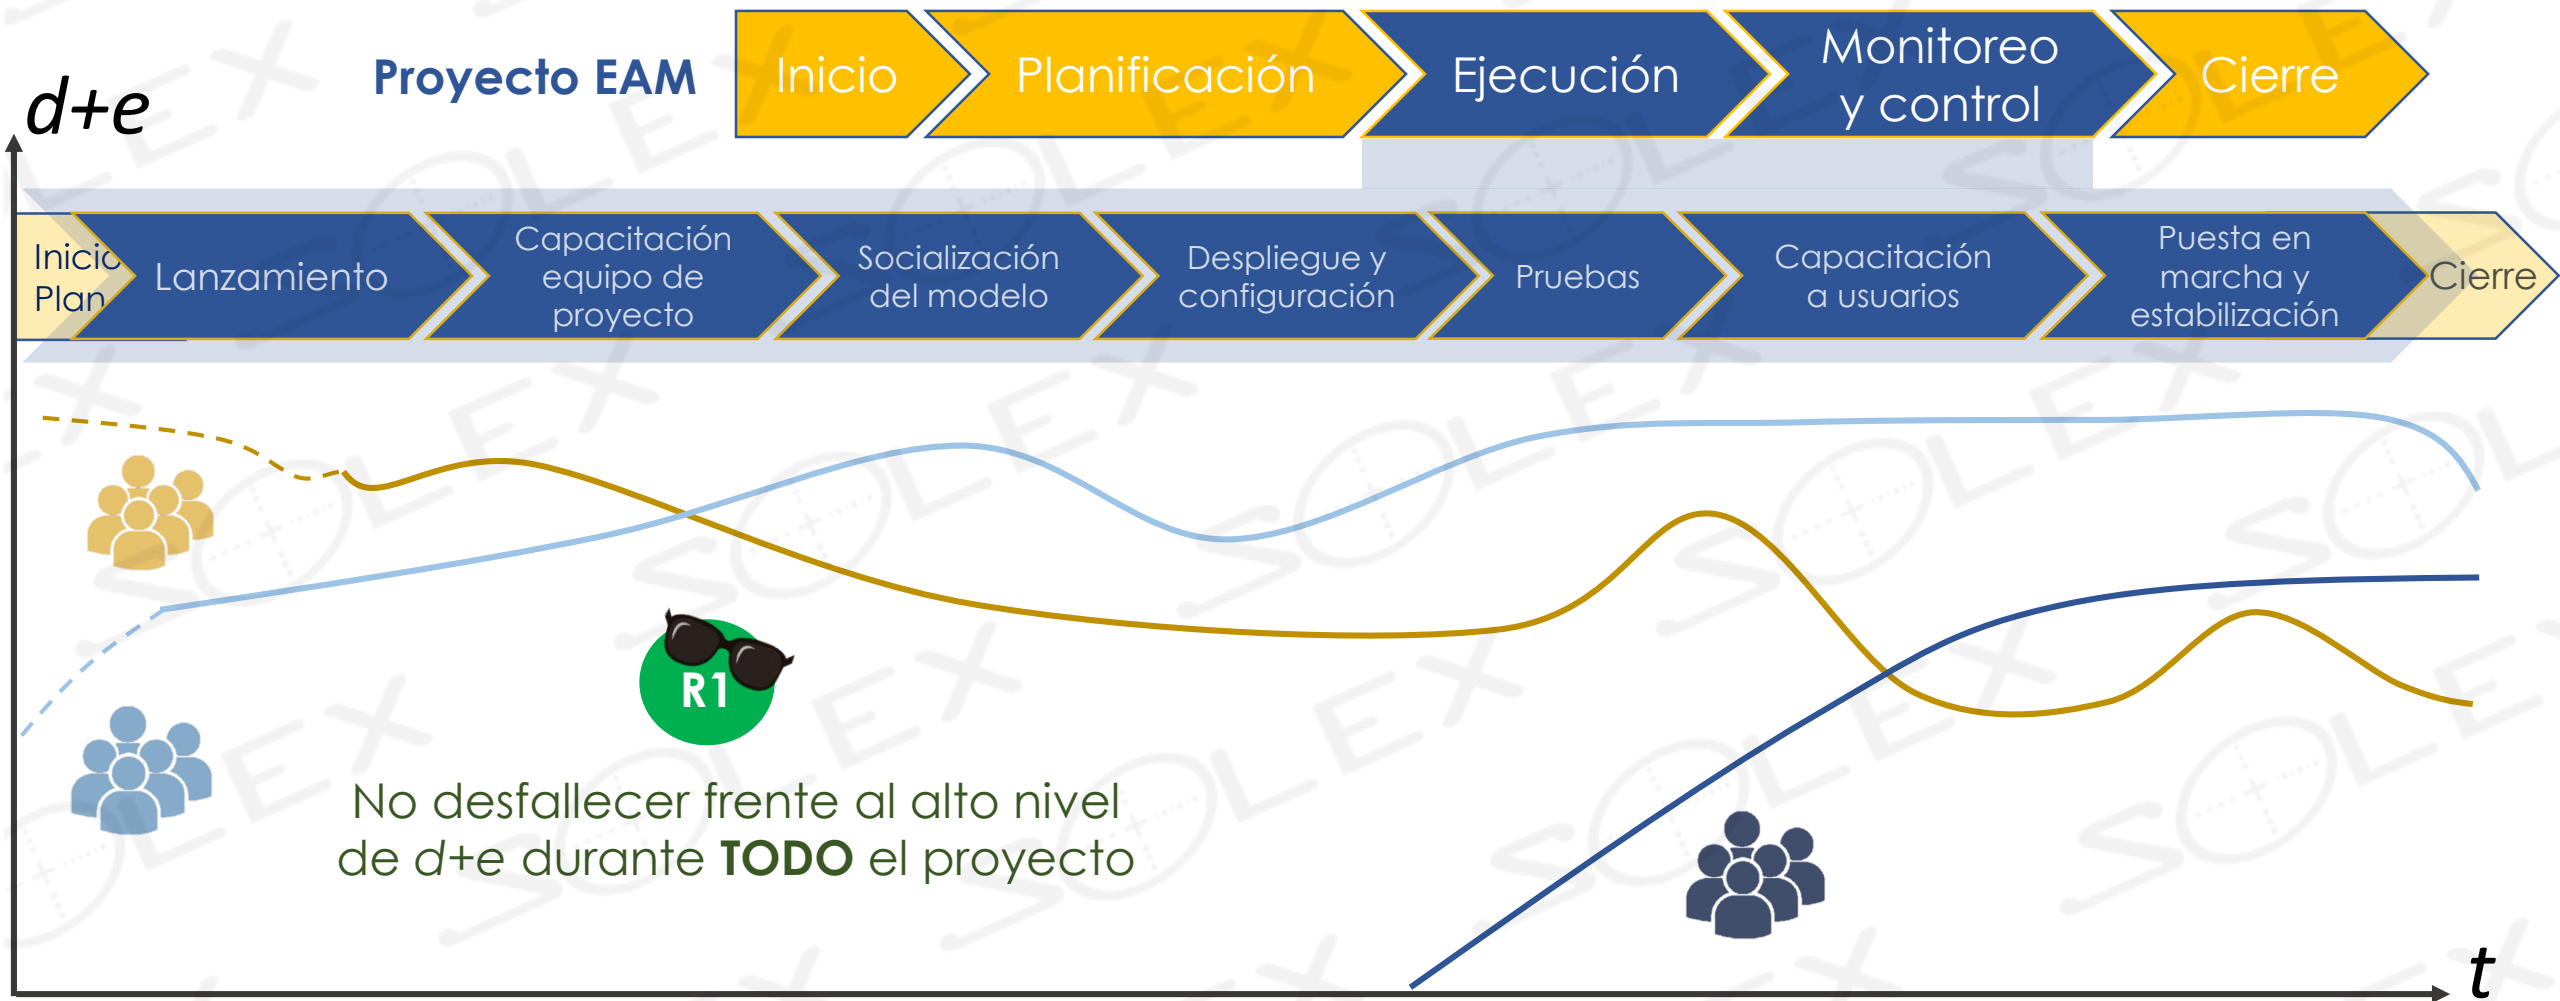 Proyecto EAM
Inicio
Planificación
Ejecución
Monitoreo
y control
Cierre
d+e
Inicio
Plan
Lanzamiento
Capacitación
equipo de
proyecto
Socialización
del modelo
Despliegue y
configuración
Pruebas
Capacitación
a usuarios
Puesta en
marcha y
estabilización
Cierre
R1
No desfallecer frente al alto nivel
de d+e durante TODO el proyecto
t
SOLEX